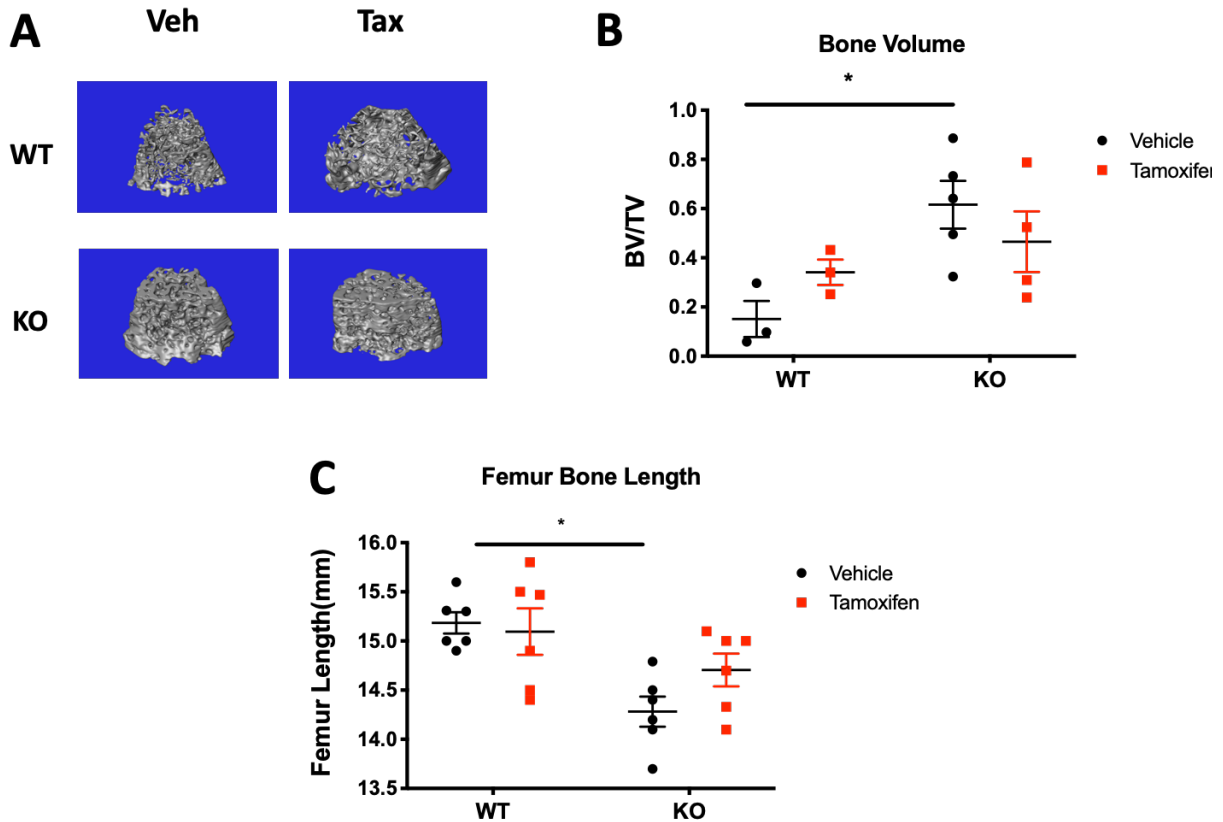 A
Veh
Tax
WT
KO
B
Bone Volume
*
1.0
0.8
0.6
0.4
0.2
0.0
BV/TV
WT
KO
Vehicle
Tamoxifer
C
Femur Bone Length
*
16.0
15.5
15.0
14.5
14.0
13.5
Femur Length(mm)
WT
KO
Vehicle
Tamoxifen